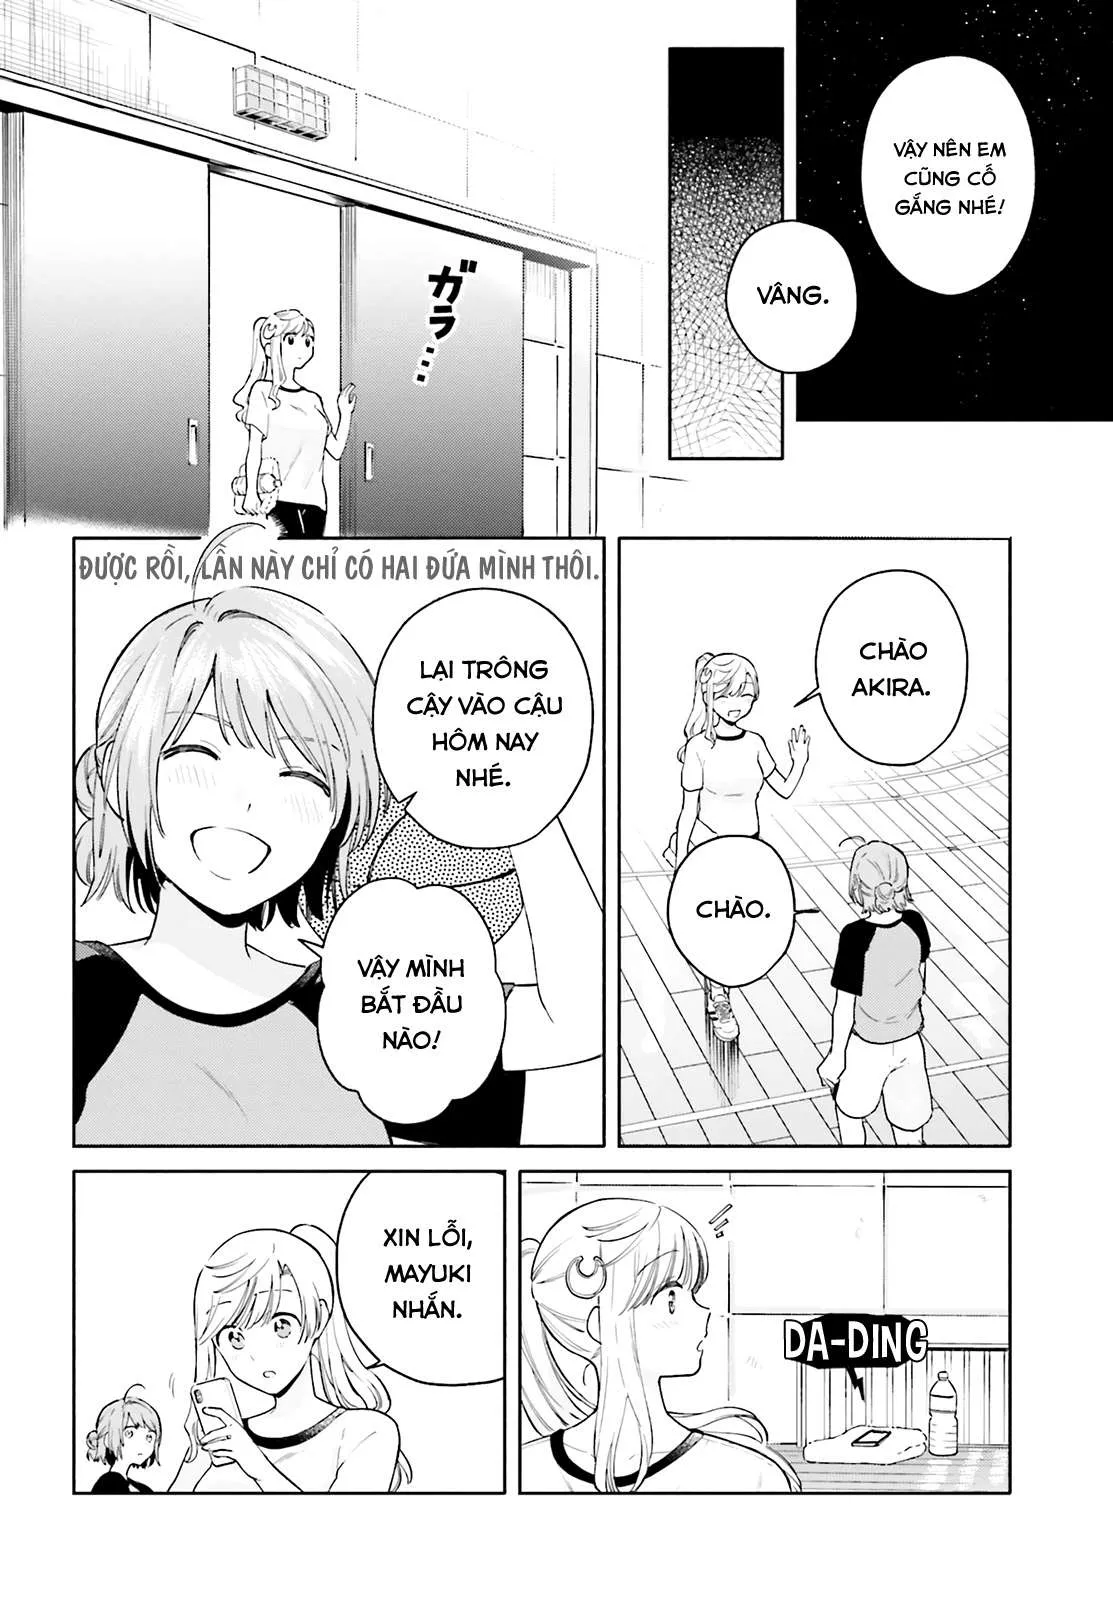 VẬY NÊN EM
CŨNG CỐ
GẮNG NHÉ!
VÂNG.
ガラ...
CHÀO
AKIRA.
CHÀO.
ĐƯỢC RỒI, LẦN NÀY CHỈ CÓ HAI ĐỨA MÌNH THÔI.
LẠI TRÔNG
CẬY VÀO CẬU
HÔM NAY
NHÉ.
VẬY MÌNH
BẮT ĐẦU
NÀO!
DA-DING
XIN LỖI,
MAYUKI
NHẮN.